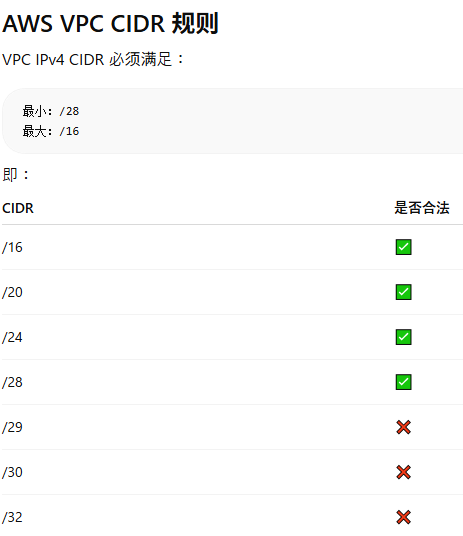 AWS VPC CIDR 规则
VPC IPv4 CIDR 必须满足：
最小：/28
最大：/16
即：
CIDR 是否合法
/16 ✅
/20 ✅
/24 ✅
/28 ✅
/29 ❌
/30 ❌
/32 ❌